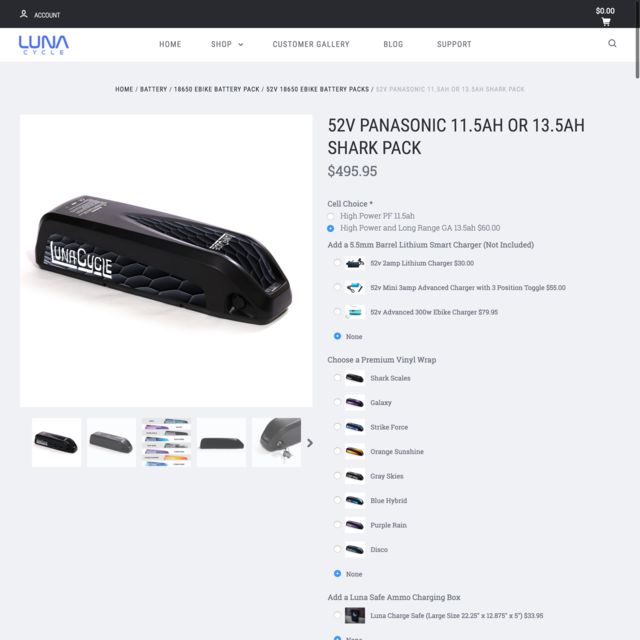 ACCOUNT
$0.00
LUNA
CYCLE
HOME
SHOP
CUSTOMER GALLERY
BLOG
SUPPORT
HOME / BATTERY / 18650 EBIKE BATTERY PACK / 52V 18650 EBIKE BATTERY PACKS / 52V PANASONIC 11.5AH OR 13.5AH SHARK PACK
LUNACYCLE
52V PANASONIC 11.5AH OR 13.5AH
SHARK PACK
$495.95
Cell Choice *
High Power PF 11.5ah
High Power and Long Range GA 13.5ah $60.00
Add a 5.5mm Barrel Lithium Smart Charger (Not Included)
52v 2amp Lithium Charger $30.00
52v Mini 3amp Advanced Charger with 3 Position Toggle $55.00
52v Advanced 300w Ebike Charger $79.95
None
Choose a Premium Vinyl Wrap
Shark Scales
Galaxy
Strike Force
Orange Sunshine
Gray Skies
Blue Hybrid
Purple Rain
Disco
None
Add a Luna Safe Ammo Charging Box
Luna Charge Safe (Large Size 22.25" x 12.875" x 5") $33.95
None